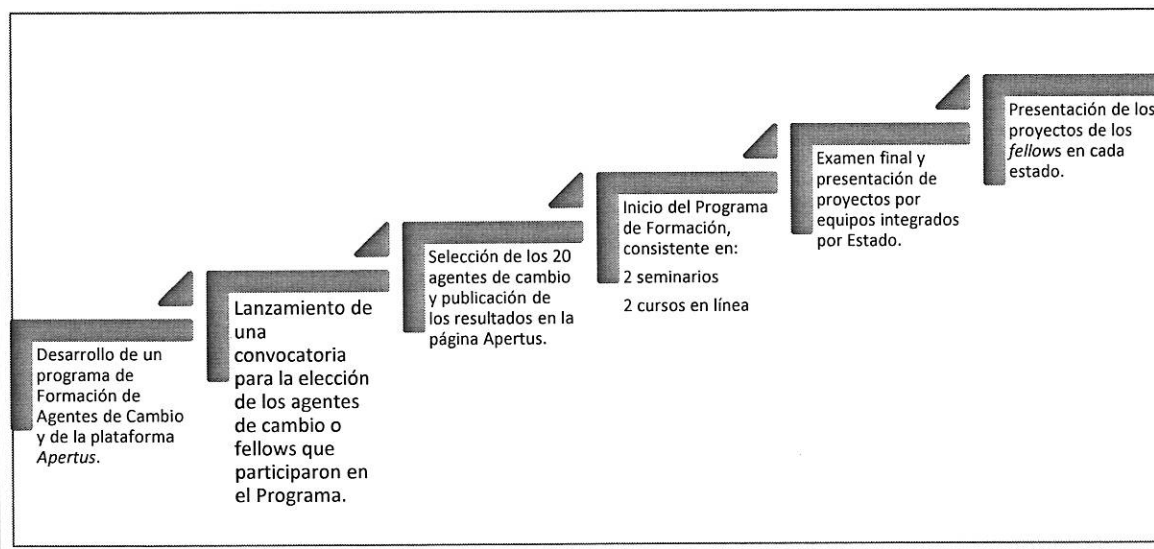 Desarrollo de un
programa de
Formación de
Agentes de Cambio
y de la plataforma
Apertus.
Lanzamiento de
una
convocatoria
para la elección
de los agentes
de cambio o
fellows que
participaron en
el Programa.
Selección de los 20
agentes de cambio
y publicación de
los resultados en la
página Apertus.
Inicio del Programa
de Formación,
consistente en:
2 seminarios
2 cursos en línea
Examen final y
presentación de
proyectos por
equipos integrados
por Estado.
Presentación de los
proyectos de los
fellows en cada
estado.